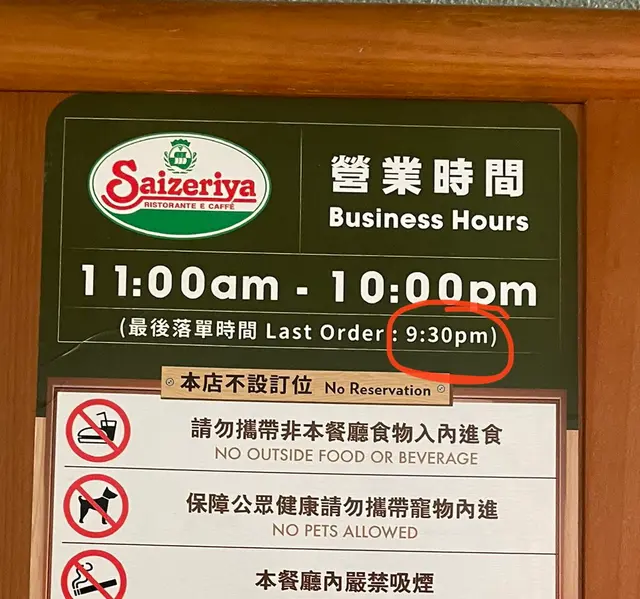 Saizeriya
RISTORANTE E CAFFÈ
營業時間
Business Hours
11:00am - 10:00pm
(最後落單時間 Last Order : 9:30pm)
本店不設訂位 No Reservation
請勿攜帶非本餐廳食物入內進食
NO OUTSIDE FOOD OR BEVERAGE
保障公眾健康請勿攜帶寵物內進
NO PETS ALLOWED
本餐廳內嚴禁吸煙